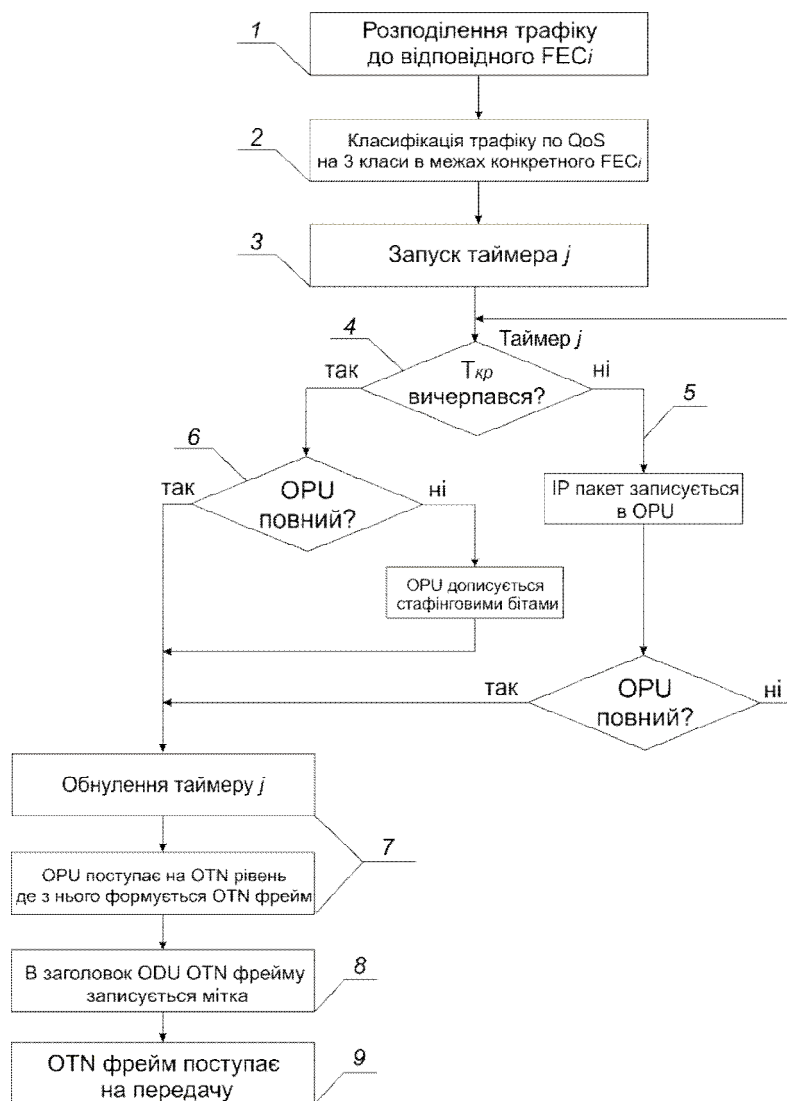 1
Розподілення трафіку
до відповідного FECi
2
Класифікація трафіку по QoS
на 3 класи в межах конкретного FECi
3
Запуск таймера j
4
Таймер j
так
Tкр
вичерпався?
ні
5
6
так
OPU
повний?
ні
IP пакет записується
в OPU
OPU дописується
стафінговими бітами
так
OPU
повний?
ні
Обнулення таймеру j
7
OPU поступає на OTN рівень
де з нього формується OTN фрейм
В заголовок ODU OTN фрейму
записується мітка
8
OTN фрейм поступає
на передачу
9